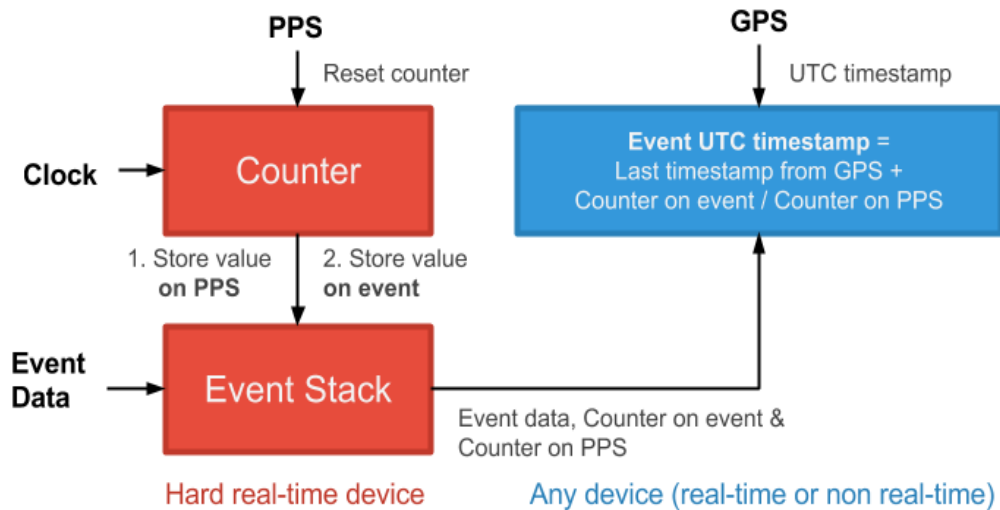 PPS
Reset counter
GPS
UTC timestamp
Clock
Counter
Event UTC timestamp =
Last timestamp from GPS +
Counter on event / Counter on PPS
1. Store value
on PPS
2. Store value
on event
Event
Data
Event Stack
Event data, Counter on event &
Counter on PPS
Hard real-time device
Any device (real-time or non real-time)